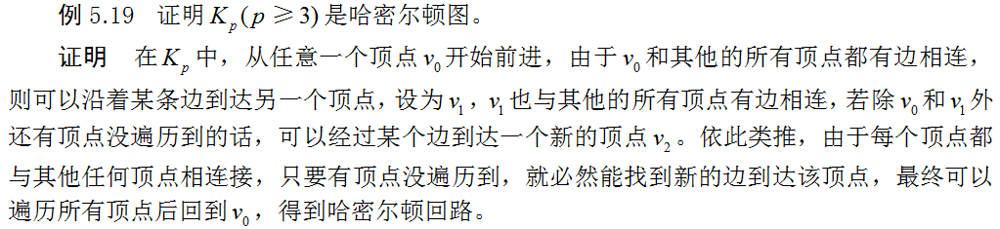 例 5.19 证明 $K_p(p \geqslant 3)$ 是哈密尔顿图。
证明 在 $K_p$ 中，从任意一个顶点 $v_0$ 开始前进，由于 $v_0$ 和其他的所有顶点都有边相连，
则可以沿着某条边到达另一个顶点，设为 $v_1$，$v_1$ 也与其他的所有顶点有边相连，若除 $v_0$ 和 $v_1$ 外
还有顶点没遍历到的话，可以经过某个边到达一个新的顶点 $v_2$。依此类推，由于每个顶点都
与其他任何顶点相连接，只要有顶点没遍历到，就必然能找到新的边到达该顶点，最终可以
遍历所有顶点后回到 $v_0$，得到哈密尔顿回路。